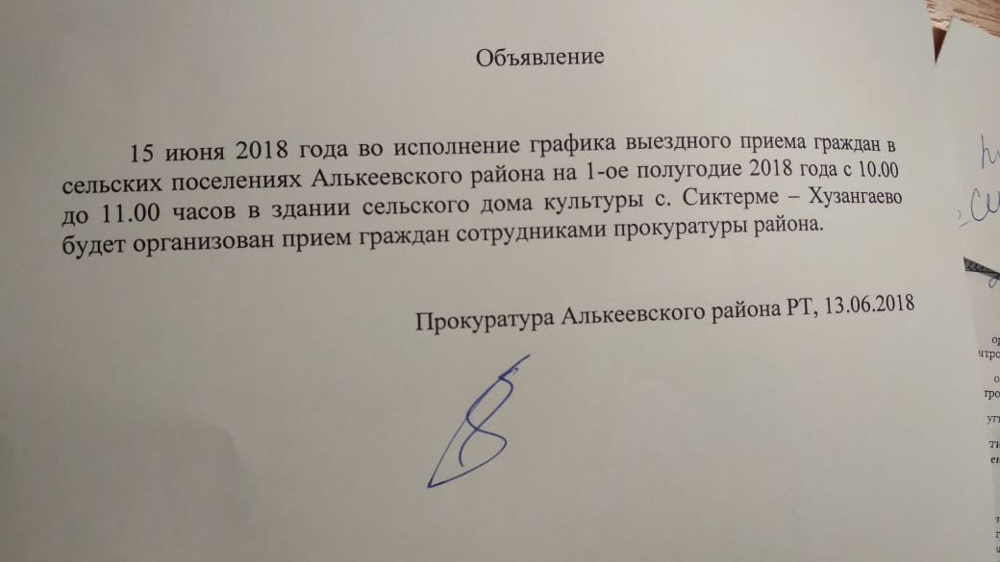 Объявление
15 июня 2018 года во исполнение графика выездного приема граждан в
сельских поселениях Алькеевского района на 1-ое полугодие 2018 года с 10.00
до 11.00 часов в здании сельского дома культуры с. Сиктерме – Хузангаево
будет организован прием граждан сотрудниками прокуратуры района.
Прокуратура Алькеевского района РТ, 13.06.2018